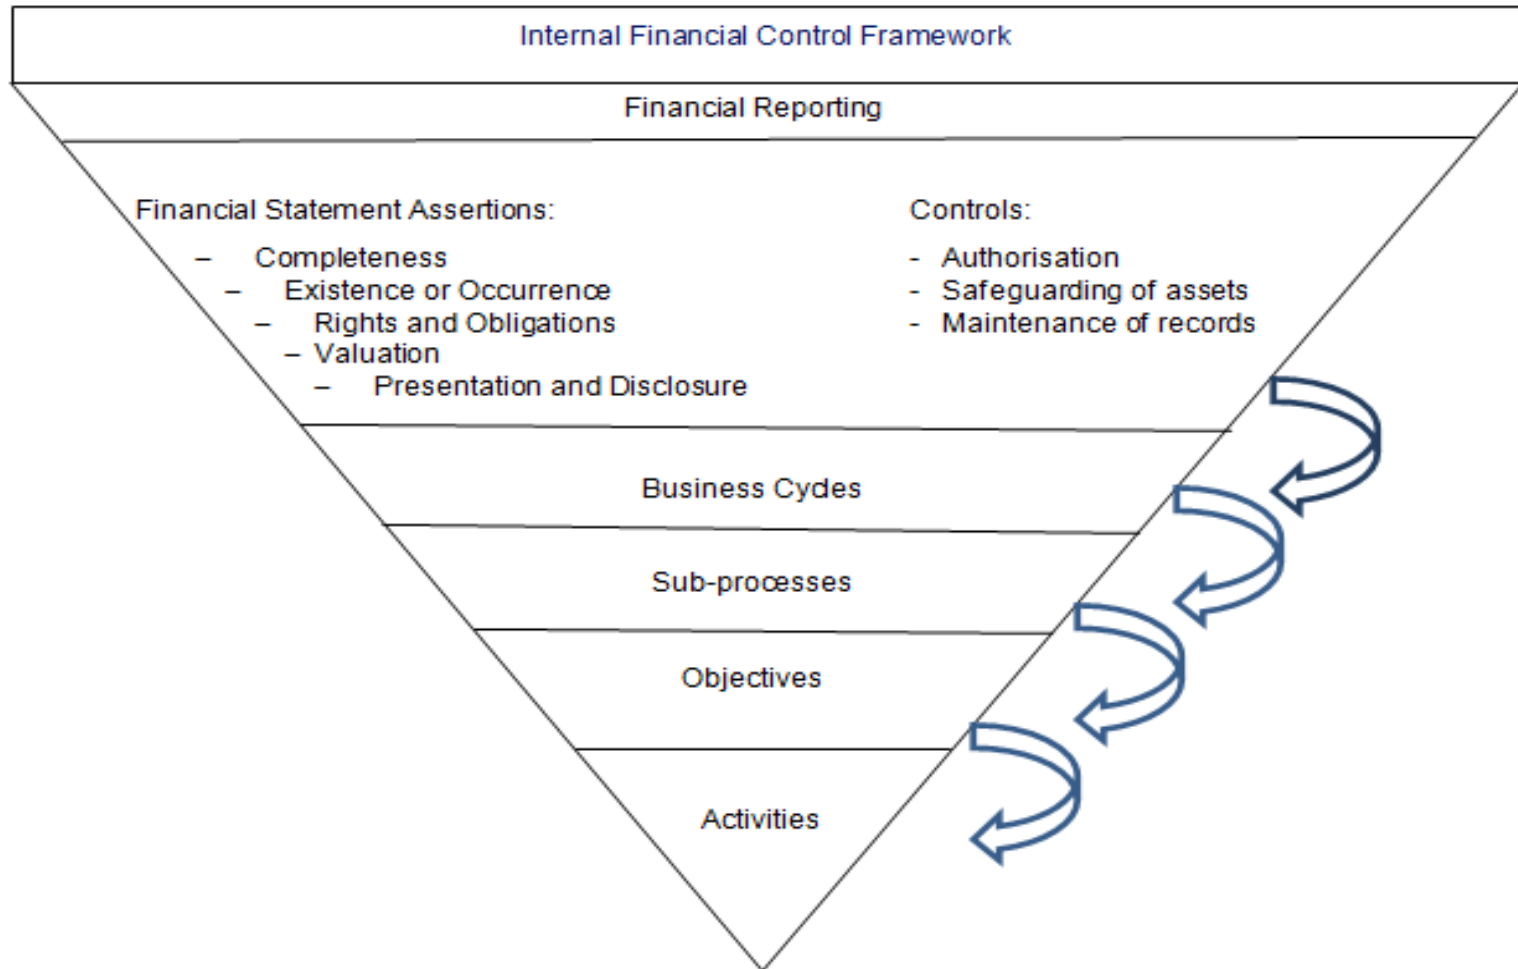 Internal Financial Control Framework
Financial Reporting
Financial Statement Assertions:
– Completeness
– Existence or Occurrence
– Rights and Obligations
– Valuation
– Presentation and Disclosure
Controls:
- Authorisation
- Safeguarding of assets
- Maintenance of records
Business Cycles
Sub-processes
Objectives
Activities